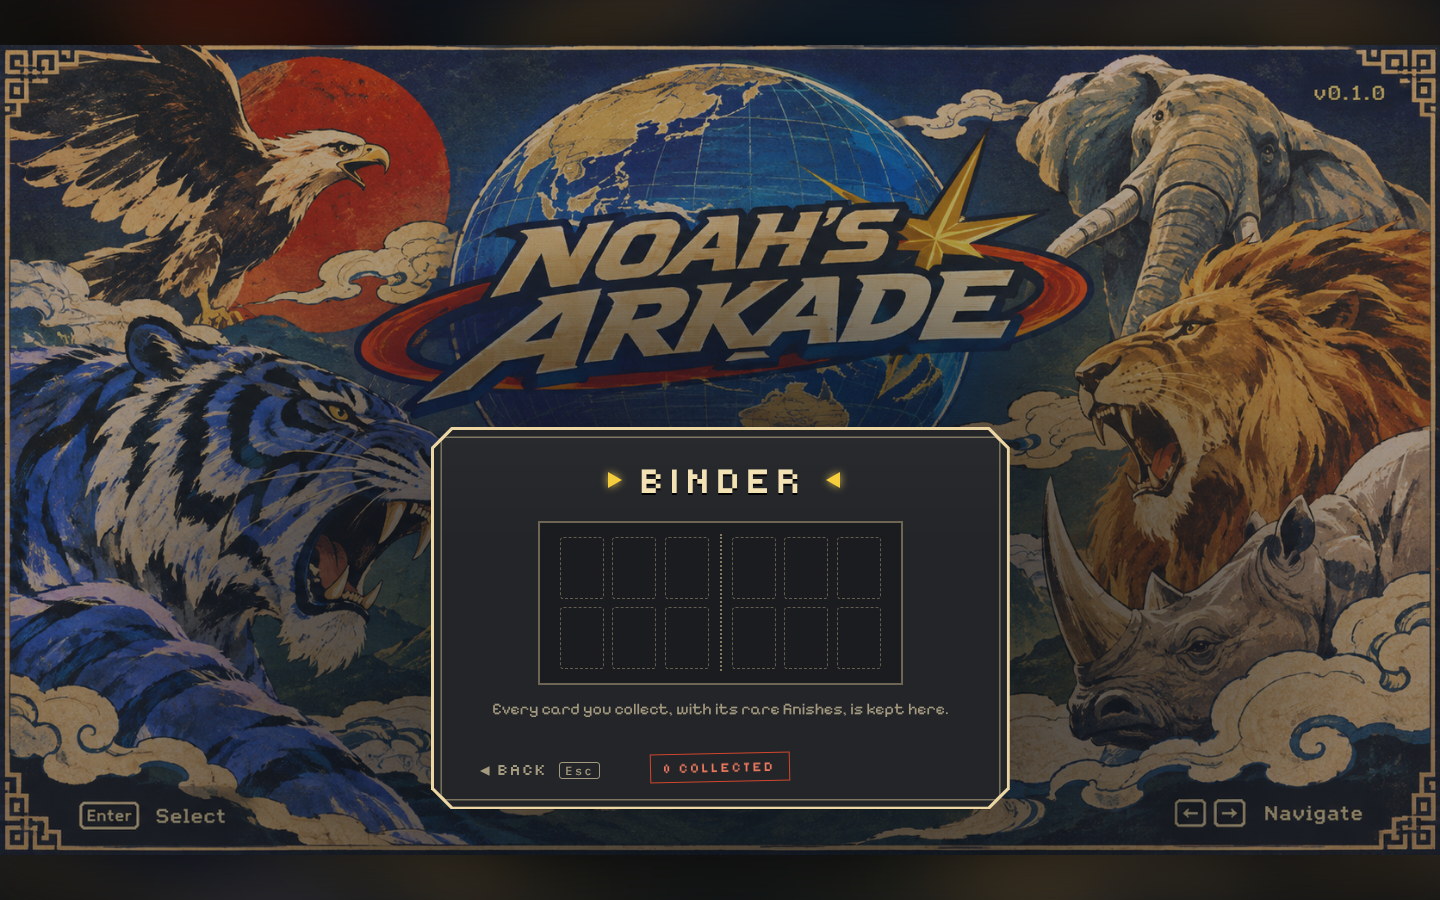 v0.1.0
NOAH'S
ARKADE
BINDER
Every card you collect, with its rare finishes, is kept here.
BACK Esc
0 COLLECTED
Enter Select
← → Navigate